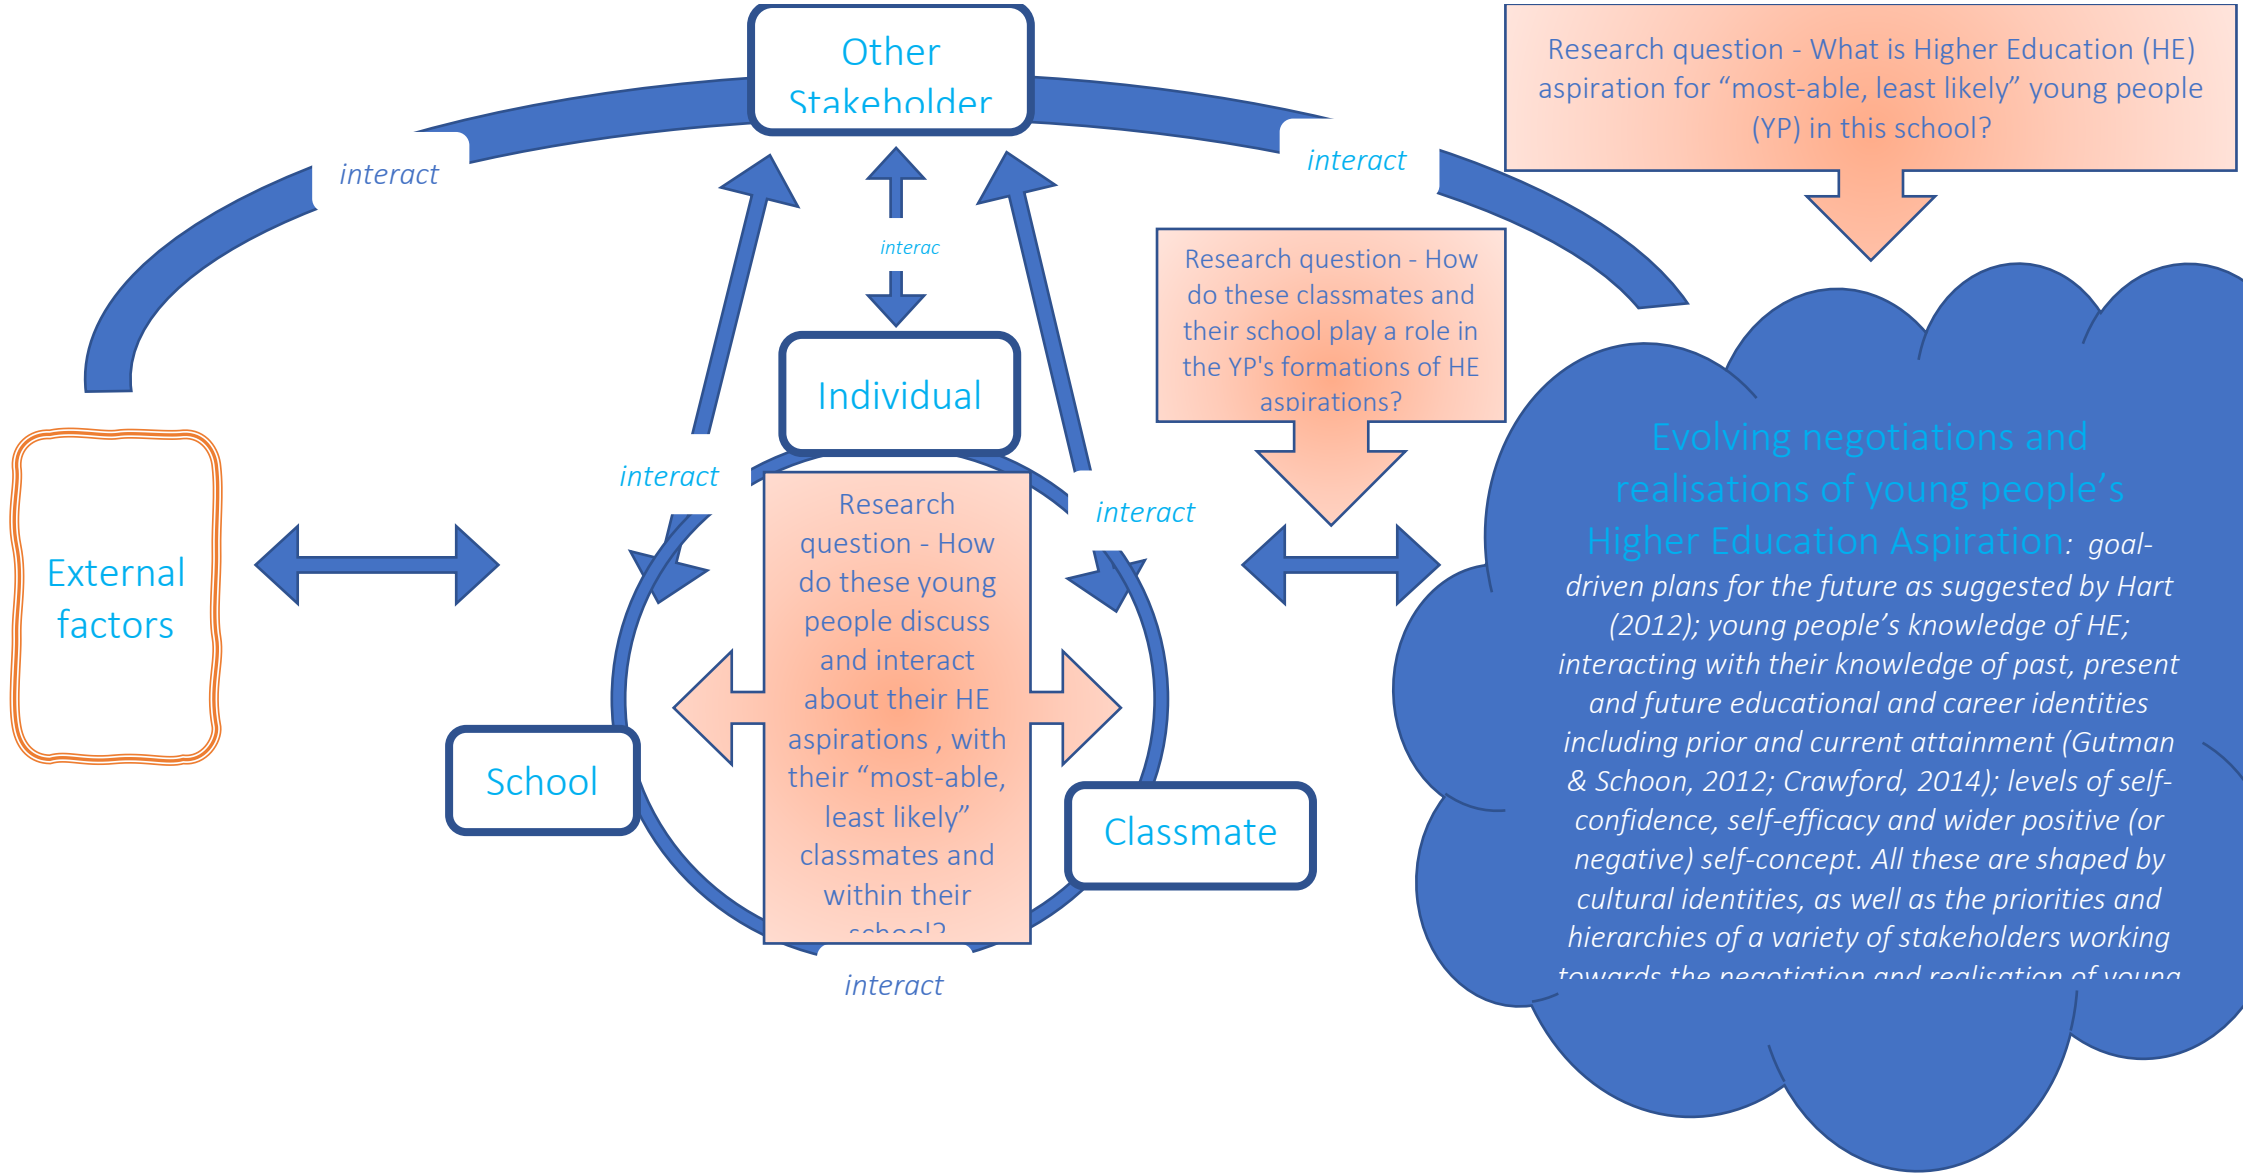 Other
Stakeholder
Research question - What is Higher Education (HE)
aspiration for “most-able, least likely” young people
(YP) in this school?
interact
interact
interac
Research question - How
do these classmates and
their school play a role in
the YP's formations of HE
aspirations?
Individual
External
factors
interact
interact
Research
question - How
do these young
people discuss
and interact
about their HE
aspirations , with
their “most-able,
least likely”
classmates and
within their
school?
School
Classmate
interact
Evolving negotiations and
realisations of young people’s
Higher Education Aspiration: goal-
driven plans for the future as suggested by Hart
(2012); young people’s knowledge of HE;
interacting with their knowledge of past, present
and future educational and career identities
including prior and current attainment (Gutman
& Schoon, 2012; Crawford, 2014); levels of self-
confidence, self-efficacy and wider positive (or
negative) self-concept. All these are shaped by
cultural identities, as well as the priorities and
hierarchies of a variety of stakeholders working
towards the negotiation and realisation of young